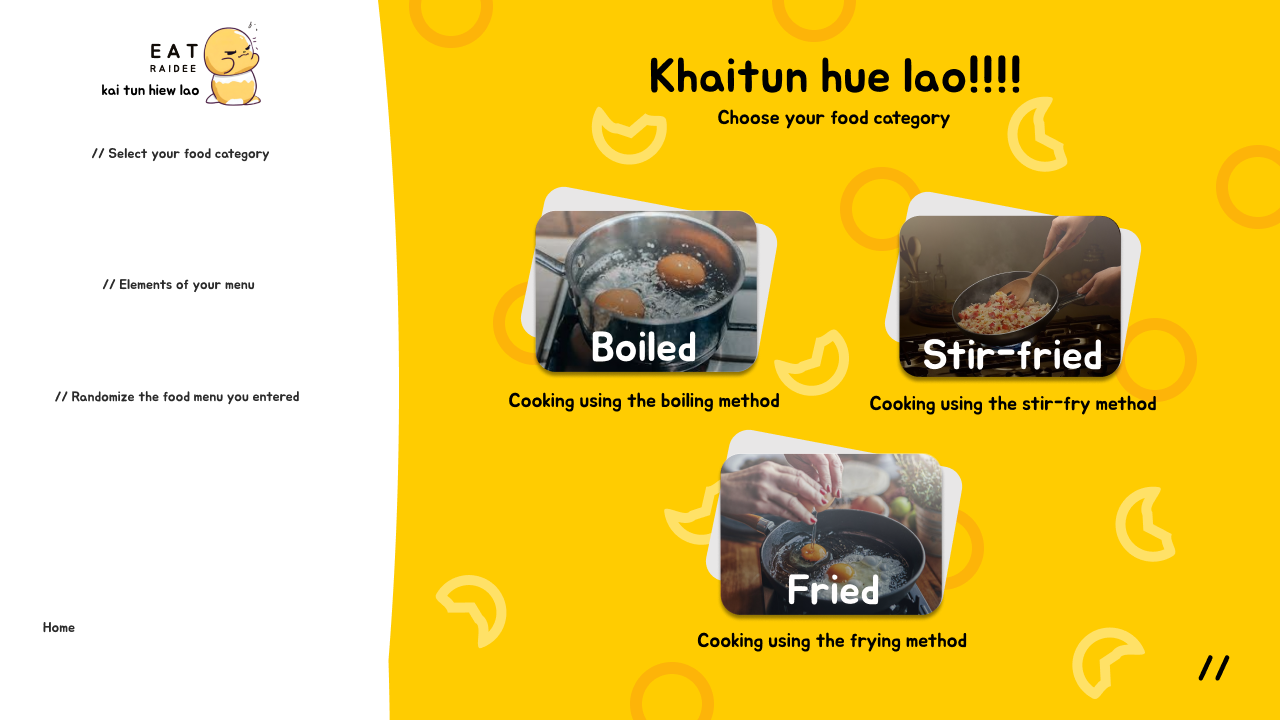 EAT
RAIDEE
kai tun hiew lao
// Select your food category
// Elements of your menu
// Randomize the food menu you entered
Home
Khaitun hue lao!!!!
Choose your food category
Boiled
Cooking using the boiling method
Stir-fried
Cooking using the stir-fry method
Fried
Cooking using the frying method
//